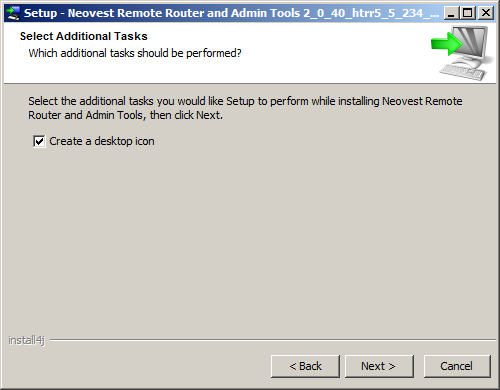 Setup - Neovest Remote Router and Admin Tools 2_0_40_htrr5_5_234_...
Select Additional Tasks
Which additional tasks should be performed?
Select the additional tasks you would like Setup to perform while installing Neovest Remote
Router and Admin Tools, then click Next.
Create a desktop icon
install4j
< Back
Next >
Cancel